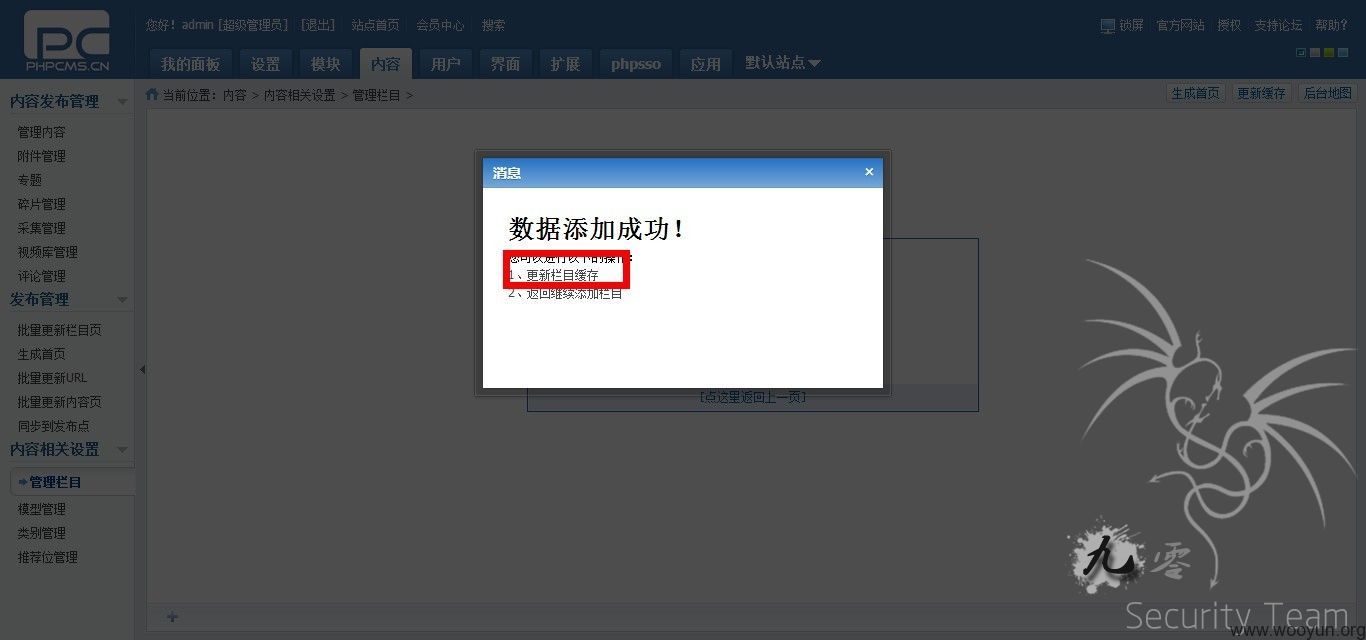 PC
PHPCMS.CN
您好！admin [超级管理员] [退出] 站点首页 会员中心 搜索
锁屏 官方网站 授权 支持论坛 帮助?
我的面板 设置 模块 内容 用户 界面 扩展 phpsso 应用 默认站点
当前位置：内容 > 内容相关设置 > 管理栏目 >
生成首页 更新缓存 后台地图
内容发布管理
管理内容
附件管理
专题
碎片管理
采集管理
视频库管理
评论管理
发布管理
批量更新栏目页
生成首页
批量更新URL
批量更新内容页
同步到发布点
内容相关设置
管理栏目
模型管理
类别管理
推荐位管理
消息
×
数据添加成功！
您可以进行以下的操作：
1、更新栏目缓存
2、返回继续添加栏目
[点这里返回上一页]
九零
Security Team
www.wooyun.org